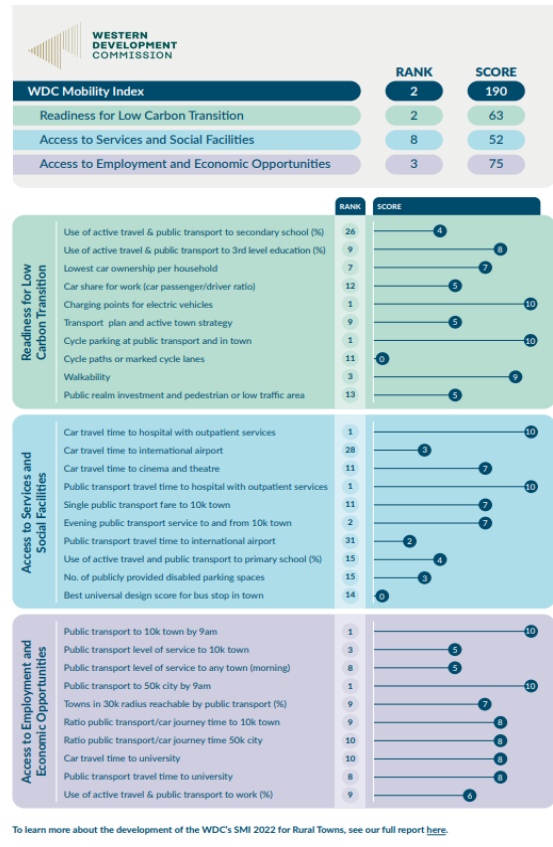 WESTERN
DEVELOPMENT
COMMISSION
RANK SCORE
WDC Mobility Index 2 190
Readiness for Low Carbon Transition 2 63
Access to Services and Social Facilities 8 52
Access to Employment and Economic Opportunities 3 75
RANK SCORE
Readiness for Low
Carbon Transition
Use of active travel & public transport to secondary school (%) 26 4
Use of active travel & public transport to 3rd level education (%) 9 8
Lowest car ownership per household 7 7
Car share for work (car passenger/driver ratio) 12 5
Charging points for electric vehicles 1 10
Transport plan and active town strategy 9 5
Cycle parking at public transport and in town 1 10
Cycle paths or marked cycle lanes 11 0
Walkability 3 9
Public realm investment and pedestrian or low traffic area 13 5
Access to Services and
Social Facilities
Car travel time to hospital with outpatient services 1 10
Car travel time to international airport 28 3
Car travel time to cinema and theatre 11 7
Public transport travel time to hospital with outpatient services 1 10
Single public transport fare to 10k town 11 7
Evening public transport service to and from 10k town 2 7
Public transport travel time to international airport 31 2
Use of active travel and public transport to primary school (%) 15 4
No. of publicly provided disabled parking spaces 15 3
Best universal design score for bus stop in town 14 0
Access to Employment and
Economic Opportunities
Public transport to 10k town by 9am 1 10
Public transport level of service to 10k town 3 5
Public transport level of service to any town (morning) 8 5
Public transport to 50k city by 9am 1 10
Towns in 30k radius reachable by public transport (%) 9 7
Ratio public transport/car journey time to 10k town 9 8
Ratio public transport/car journey time 50k city 10 8
Car travel time to university 10 8
Public transport travel time to university 8 8
Use of active travel & public transport to work (%) 9 6
To learn more about the development of the WDC's SMI 2022 for Rural Towns, see our full report here.